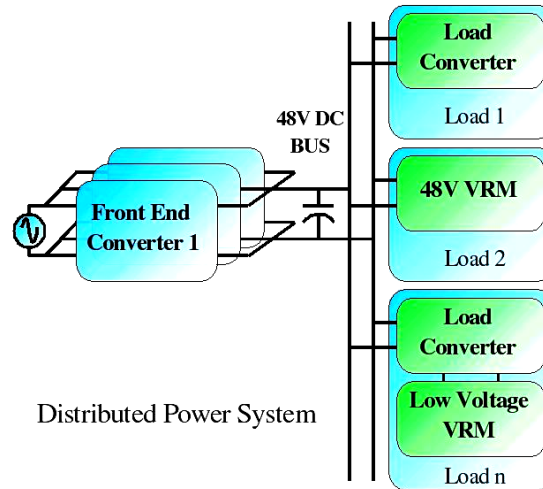 Load
Converter
Load 1
48V DC
BUS
Front End
Converter 1
48V VRM
Load 2
Load
Converter
Low Voltage
VRM
Load n
Distributed Power System